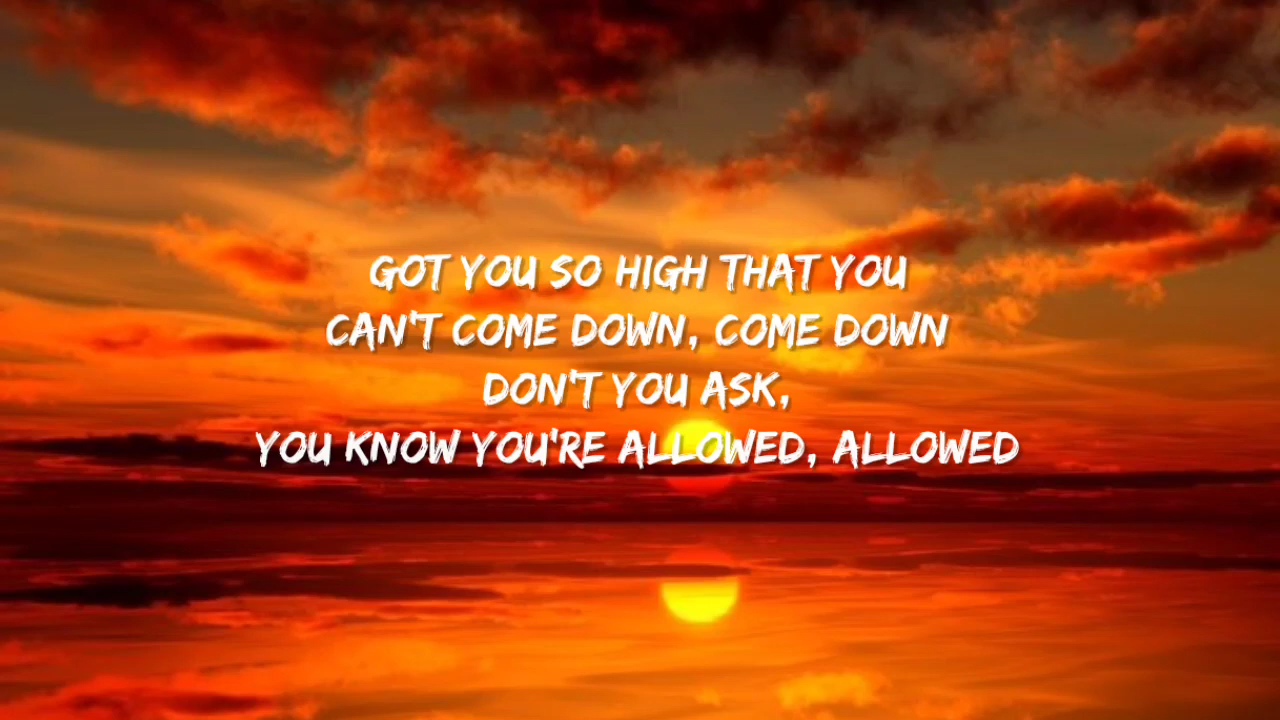 GOT YOU SO HIGH THAT YOU
CAN'T COME DOWN, COME DOWN
DON'T YOU ASK,
YOU KNOW YOU'RE ALLOWED, ALLOWED